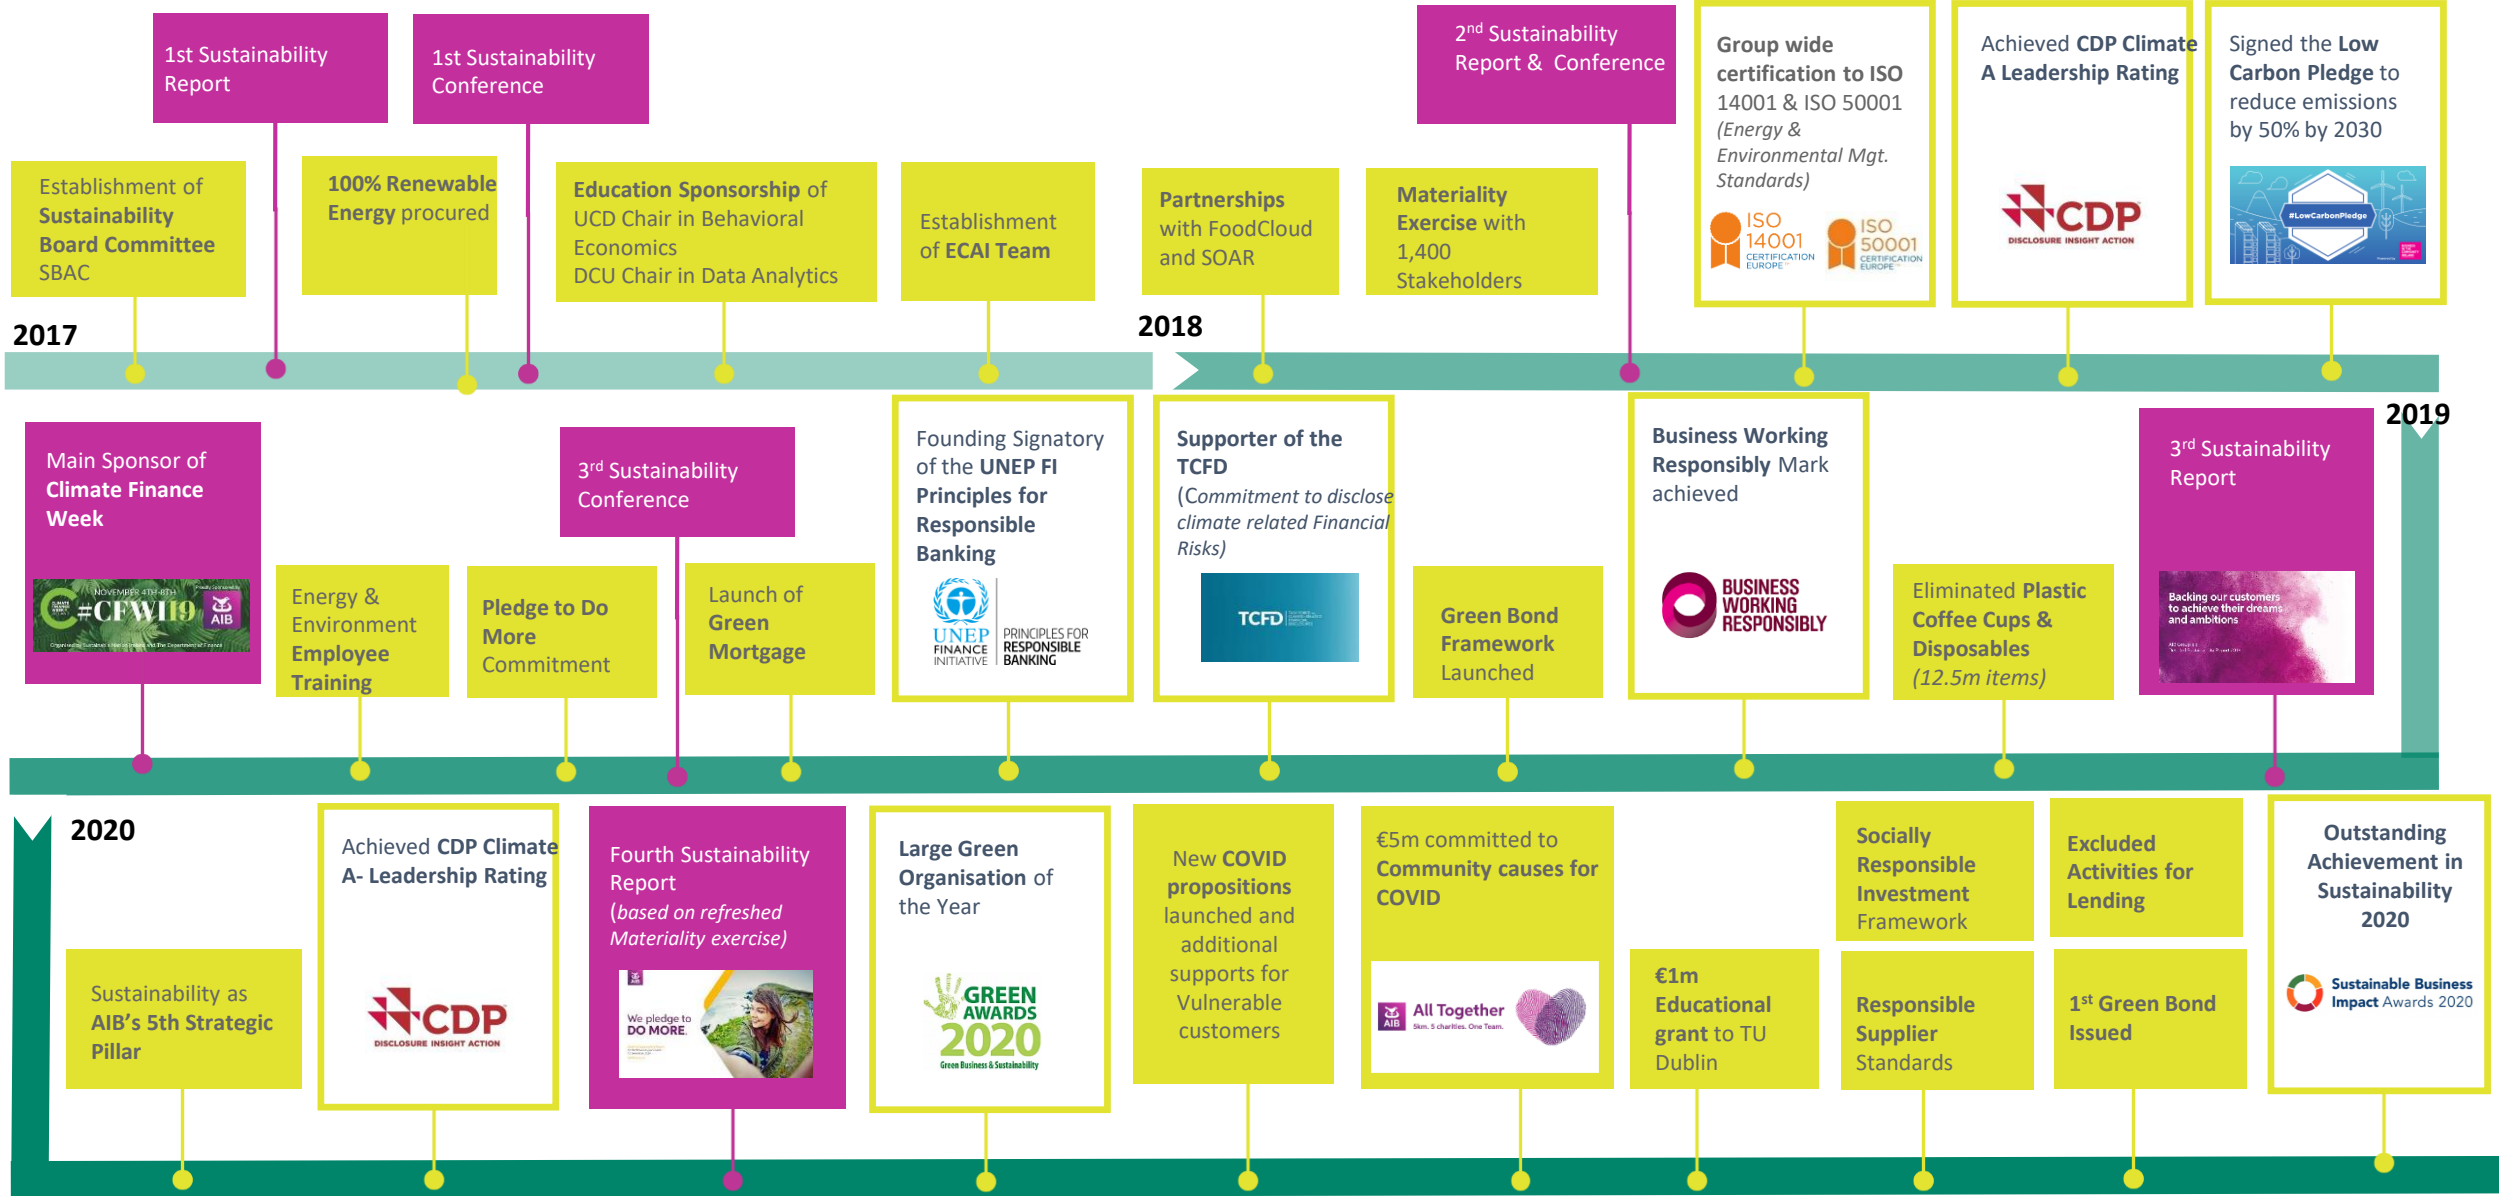 1st Sustainability
Report
1st Sustainability
Conference
2nd Sustainability
Report & Conference
Group wide
certification to ISO
14001 & ISO 50001
(Energy &
Environmental Mgt.
Standards)
ISO
14001
CERTIFICATION
EUROPE
ISO
50001
CERTIFICATION
EUROPE
Achieved CDP Climate
A Leadership Rating
CDP
DISCLOSURE INSIGHT ACTION
Signed the Low
Carbon Pledge to
reduce emissions
by 50% by 2030
#LowCarbonPledge
Establishment of
Sustainability
Board Committee
SBAC
100% Renewable
Energy procured
Education Sponsorship of
UCD Chair in Behavioral
Economics
DCU Chair in Data Analytics
Establishment
of ECAI Team
Partnerships
with FoodCloud
and SOAR
Materiality
Exercise with
1,400
Stakeholders
2017
2018
2019
Main Sponsor of
Climate Finance
Week
NOVEMBER 4TH-8TH
Proudly Sponsored by
#CFWI19
AIB
Energy &
Environment
Employee
Training
Pledge to Do
More
Commitment
3rd Sustainability
Conference
Launch of
Green
Mortgage
Founding Signatory
of the UNEP FI
Principles for
Responsible
Banking
UNEP
FINANCE
INITIATIVE
PRINCIPLES FOR
RESPONSIBLE
BANKING
Supporter of the
TCFD
(Commitment to disclose
climate related Financial
Risks)
TCFD
Green Bond
Framework
Launched
Business Working
Responsibly Mark
achieved
BUSINESS
WORKING
RESPONSIBLY
Eliminated Plastic
Coffee Cups &
Disposables
(12.5m items)
3rd Sustainability
Report
Backing our customers
to achieve their dreams
and ambitions
2020
Sustainability as
AIB's 5th Strategic
Pillar
Achieved CDP Climate
A- Leadership Rating
CDP
DISCLOSURE INSIGHT ACTION
Fourth Sustainability
Report
(based on refreshed
Materiality exercise)
AIB
We pledge to
DO MORE.
Large Green
Organisation of
the Year
GREEN
AWARDS
2020
Green Business & Sustainability
New COVID
propositions
launched and
additional
supports for
Vulnerable
customers
€5m committed to
Community causes for
COVID
AIB
All Together
5km. 5 charities. One Team.
€1m
Educational
grant to TU
Dublin
Socially
Responsible
Investment
Framework
Responsible
Supplier
Standards
Excluded
Activities for
Lending
1st Green Bond
Issued
Outstanding
Achievement in
Sustainability
2020
Sustainable Business
Impact Awards 2020